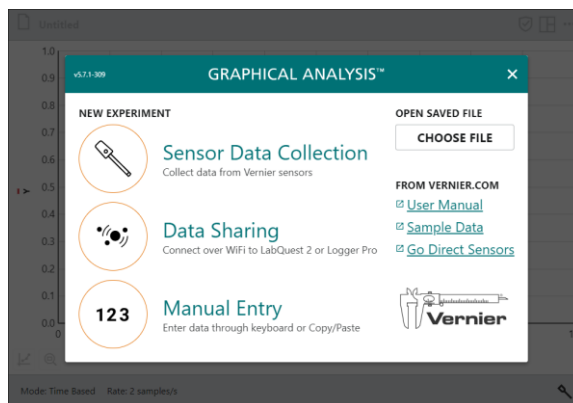 Untitled
1.0
0.9
0.8
0.7
0.6
0.5
0.4
0.3
0.2
0.1
0.0
0
Y
v5.7.1-309
GRAPHICAL ANALYSIS™
NEW EXPERIMENT
Sensor Data Collection
Collect data from Vernier sensors
Data Sharing
Connect over WiFi to LabQuest 2 or Logger Pro
123
Manual Entry
Enter data through keyboard or Copy/Paste
OPEN SAVED FILE
CHOOSE FILE
FROM VERNIER.COM
User Manual
Sample Data
Go Direct Sensors
Vernier
Mode: Time Based Rate: 2 samples/s